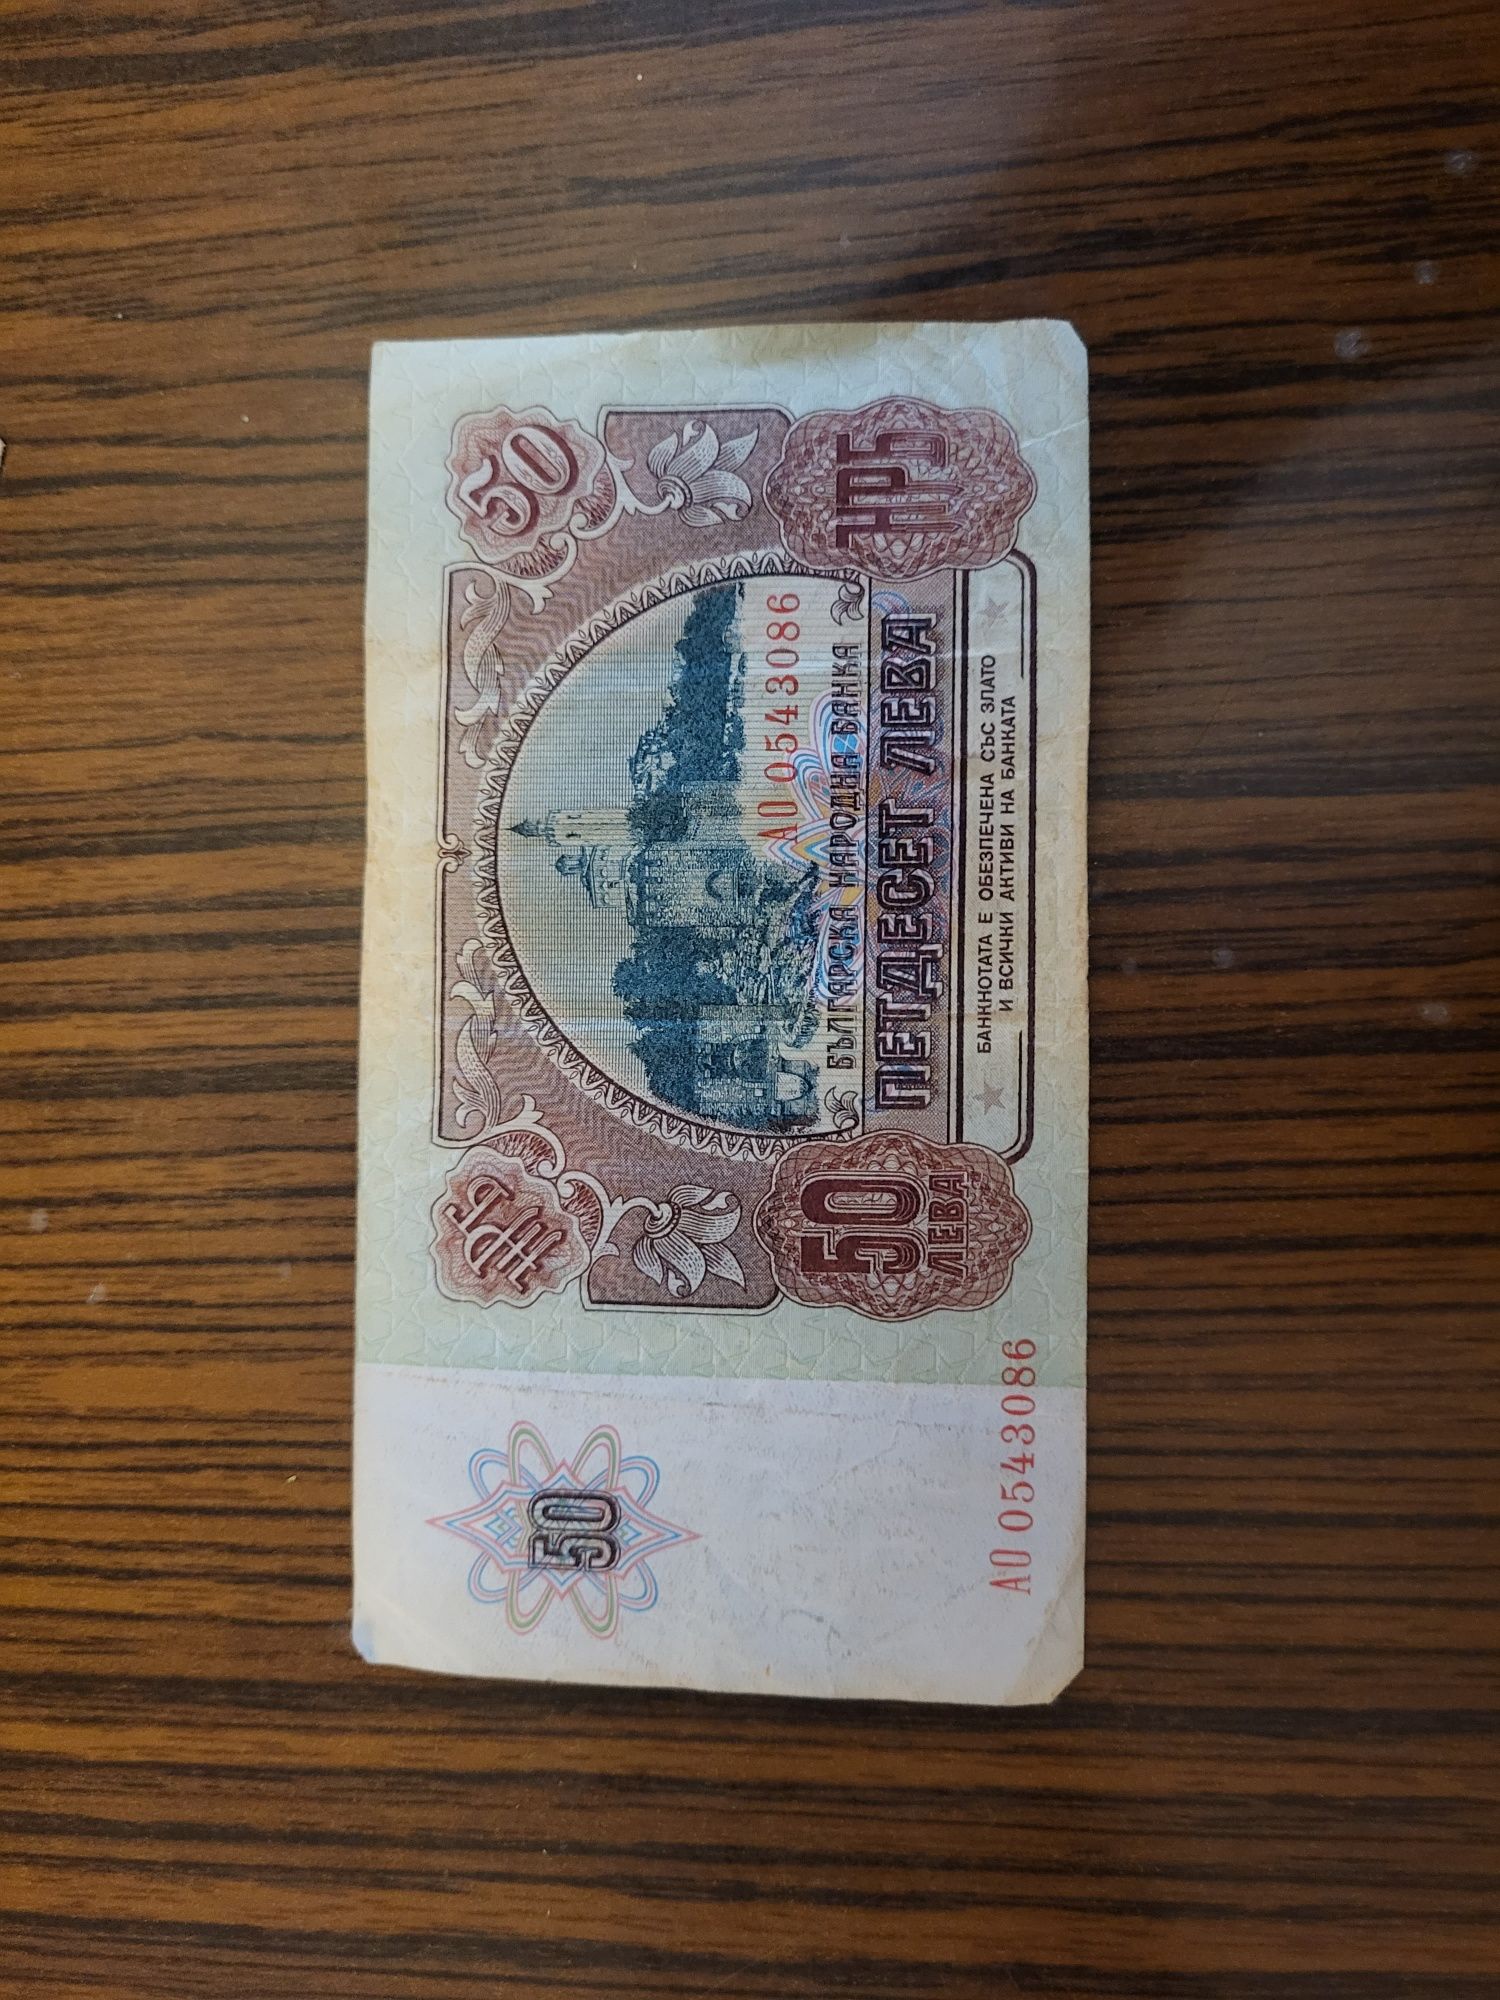 НРБ
50
АО 0543086
БЪЛГАРСКА НАРОДНА БАНКА
50
ЛЕВА
ПЕТДЕСЕТ ЛЕВА
НРБ
БАНКНОТАТА Е ОБЕЗПЕЧЕНА СЪС ЗЛАТО
И ВСИЧКИ АКТИВИ НА БАНКАТА
50
АО 0543086